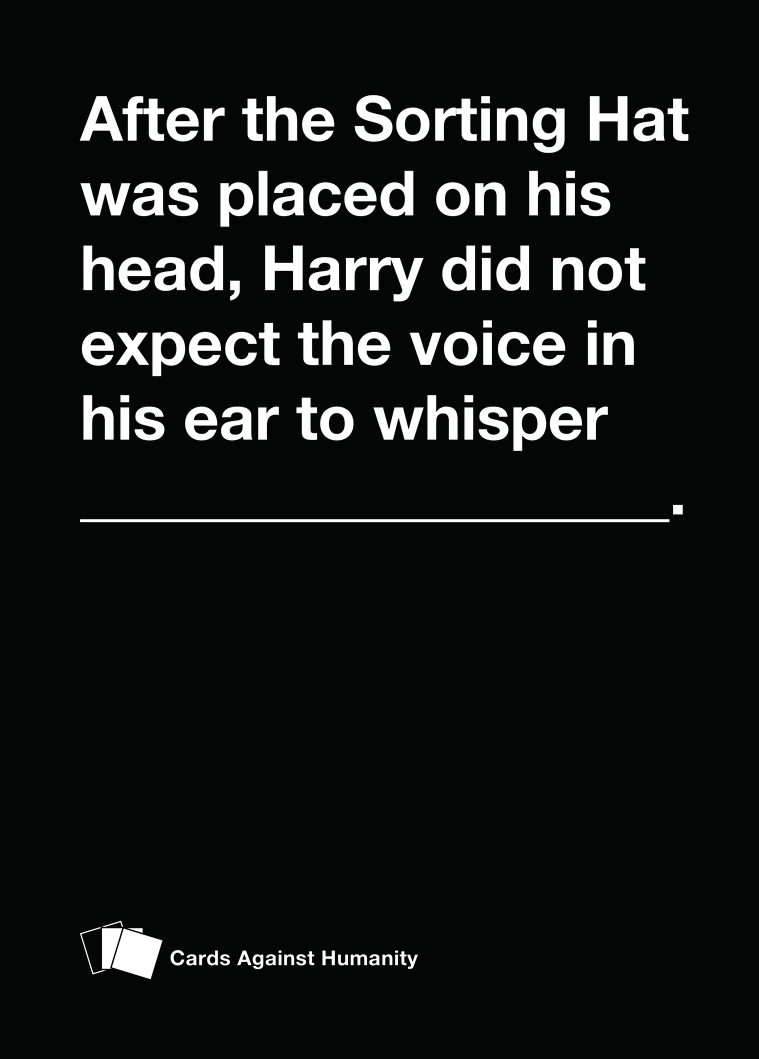 After the Sorting Hat
was placed on his
head, Harry did not
expect the voice in
his ear to whisper
____________________.
Cards Against Humanity